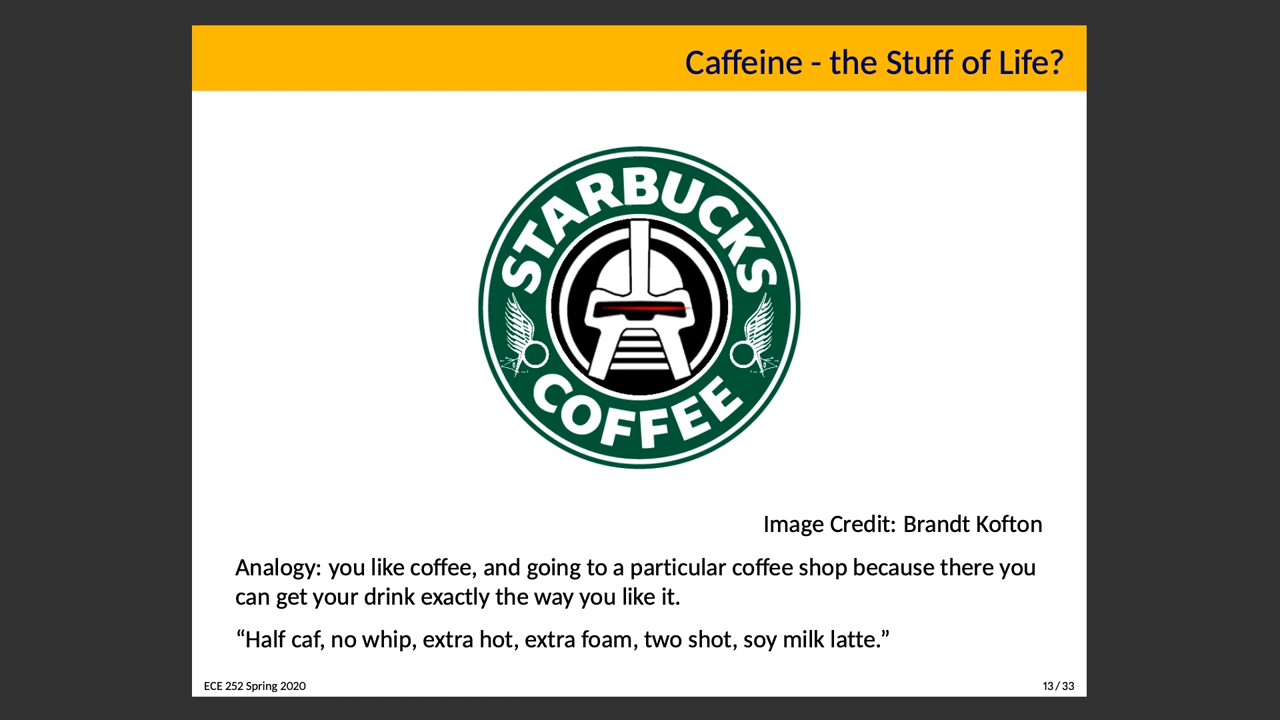 Caffeine - the Stuff of Life?
STARBUCKS
COFFEE
Image Credit: Brandt Kofton
Analogy: you like coffee, and going to a particular coffee shop because there you
can get your drink exactly the way you like it.
“Half caf, no whip, extra hot, extra foam, two shot, soy milk latte.”
ECE 252 Spring 2020
13 / 33